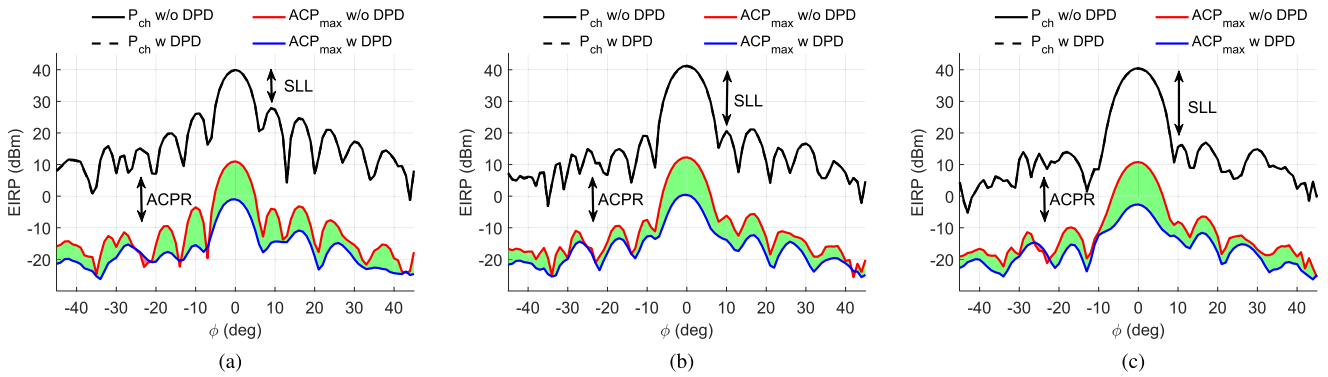 P_ch w/o DPD ACP_max w/o DPD
P_ch w DPD ACP_max w DPD
40
30
20
10
0
-10
-20
EIRP (dBm)
SLL
ACPR
-40 -30 -20 -10 0 10 20 30 40
ϕ (deg)
(a)
P_ch w/o DPD ACP_max w/o DPD
P_ch w DPD ACP_max w DPD
40
30
20
10
0
-10
-20
EIRP (dBm)
SLL
ACPR
-40 -30 -20 -10 0 10 20 30 40
ϕ (deg)
(b)
P_ch w/o DPD ACP_max w/o DPD
P_ch w DPD ACP_max w DPD
40
30
20
10
0
-10
-20
EIRP (dBm)
SLL
ACPR
-40 -30 -20 -10 0 10 20 30 40
ϕ (deg)
(c)